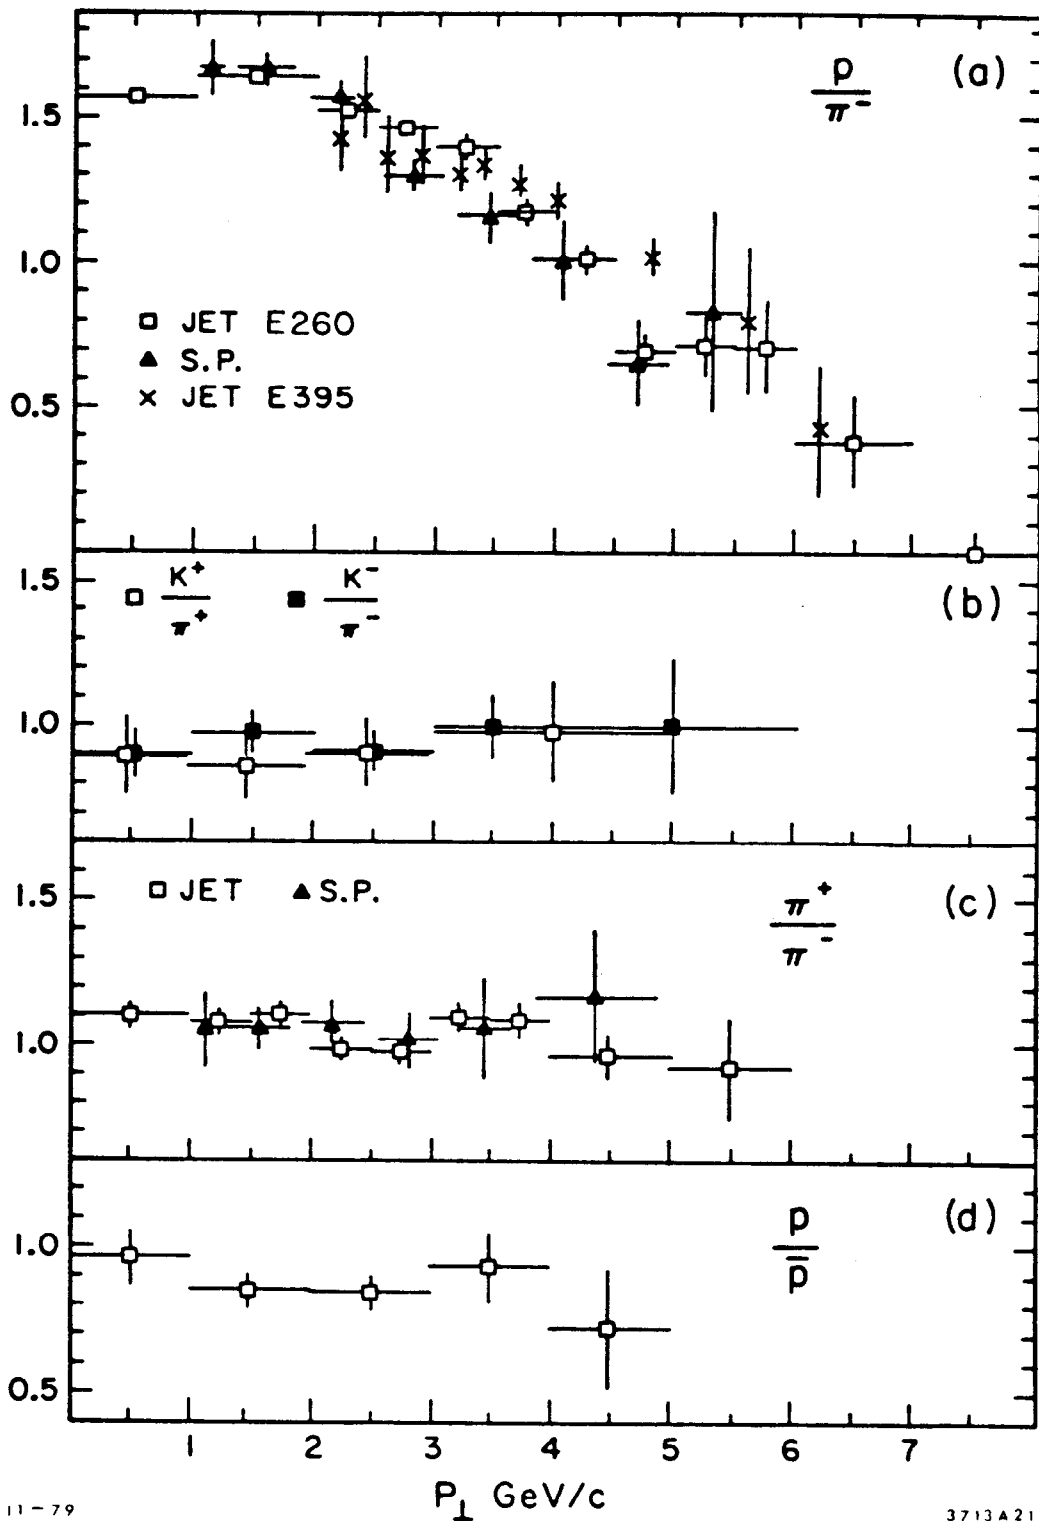 p (a)
π⁻
1.5
1.0
□ JET E260
▲ S.P.
× JET E395
0.5
1.5
□ K⁺ ■ K⁻
π⁺ π⁻
(b)
1.0
□ JET ▲ S.P.
1.5
π⁺ (c)
π⁻
1.0
p (d)
p̄
1.0
0.5
1 2 3 4 5 6 7
P⊥ GeV/c
11-79 3713A21